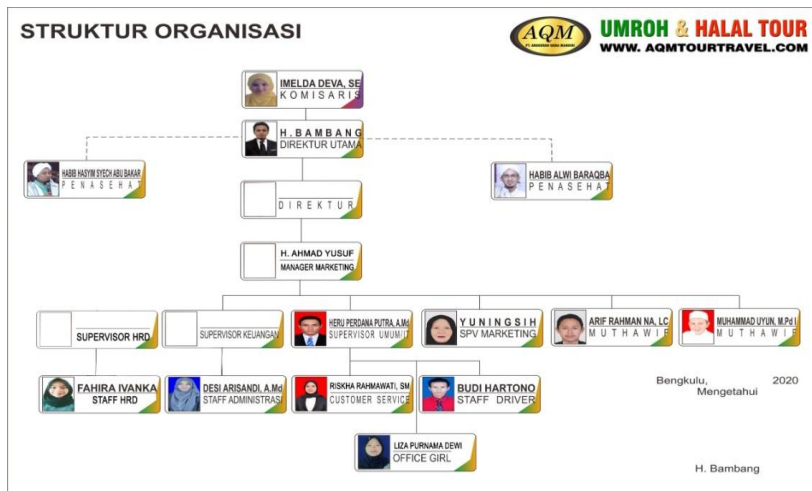 STRUKTUR ORGANISASI
AQM
UMROH & HALAL TOUR
WWW. AQMTOURTRAVEL.COM
IMELDA DEVA, SE
KOMISARIS
H. BAMBANG
DIREKTUR UTAMA
HABIB HASYIM SYECH ABU BAKAR
PENASEHAT
HABIB ALWI BARAQBA
PENASEHAT
DIREKTUR
H. AHMAD YUSUF
MANAGER MARKETING
SUPERVISOR HRD
SUPERVISOR KEUANGAN
HERU PERDANA PUTRA, A.Md
SUPERVISOR UMUM/IT
YUNINGSIH
SPV MARKETING
ARIF RAHMAN NA, LC
MUTHAWIF
MUHAMMAD UYUN, M.Pd I
MUTHAWIF
FAHIRA IVANKA
STAFF HRD
DESI ARISANDI, A.Md
STAFF ADMINISTRASI
RISKHA RAHMAWATI, SM
CUSTOMER SERVICE
BUDI HARTONO
STAFF DRIVER
LIZA PURNAMA DEWI
OFFICE GIRL
Bengkulu, 2020
Mengetahui
H. Bambang